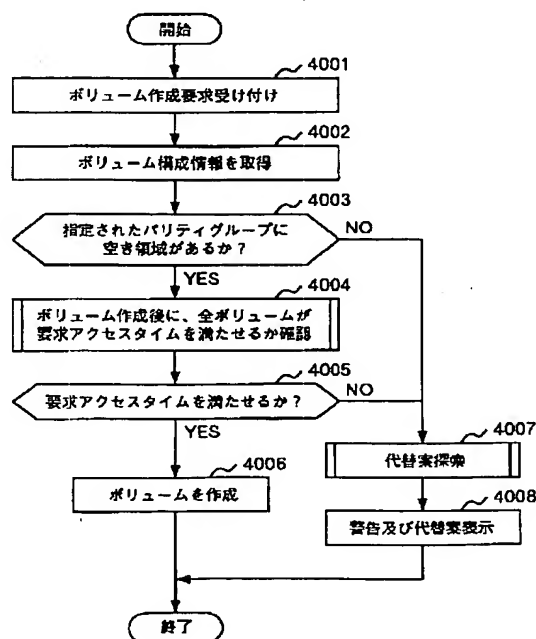 開始
4001
ボリューム作成要求受け付け
4002
ボリューム構成情報を取得
4003
指定されたパリティグループに
空き領域があるか?
NO
YES
4004
ボリューム作成後に、全ボリュームが
要求アクセスタイムを満たせるか確認
4005
要求アクセスタイムを満たせるか?
NO
YES
4006
ボリュームを作成
4007
代替案探索
4008
警告及び代替案表示
終了